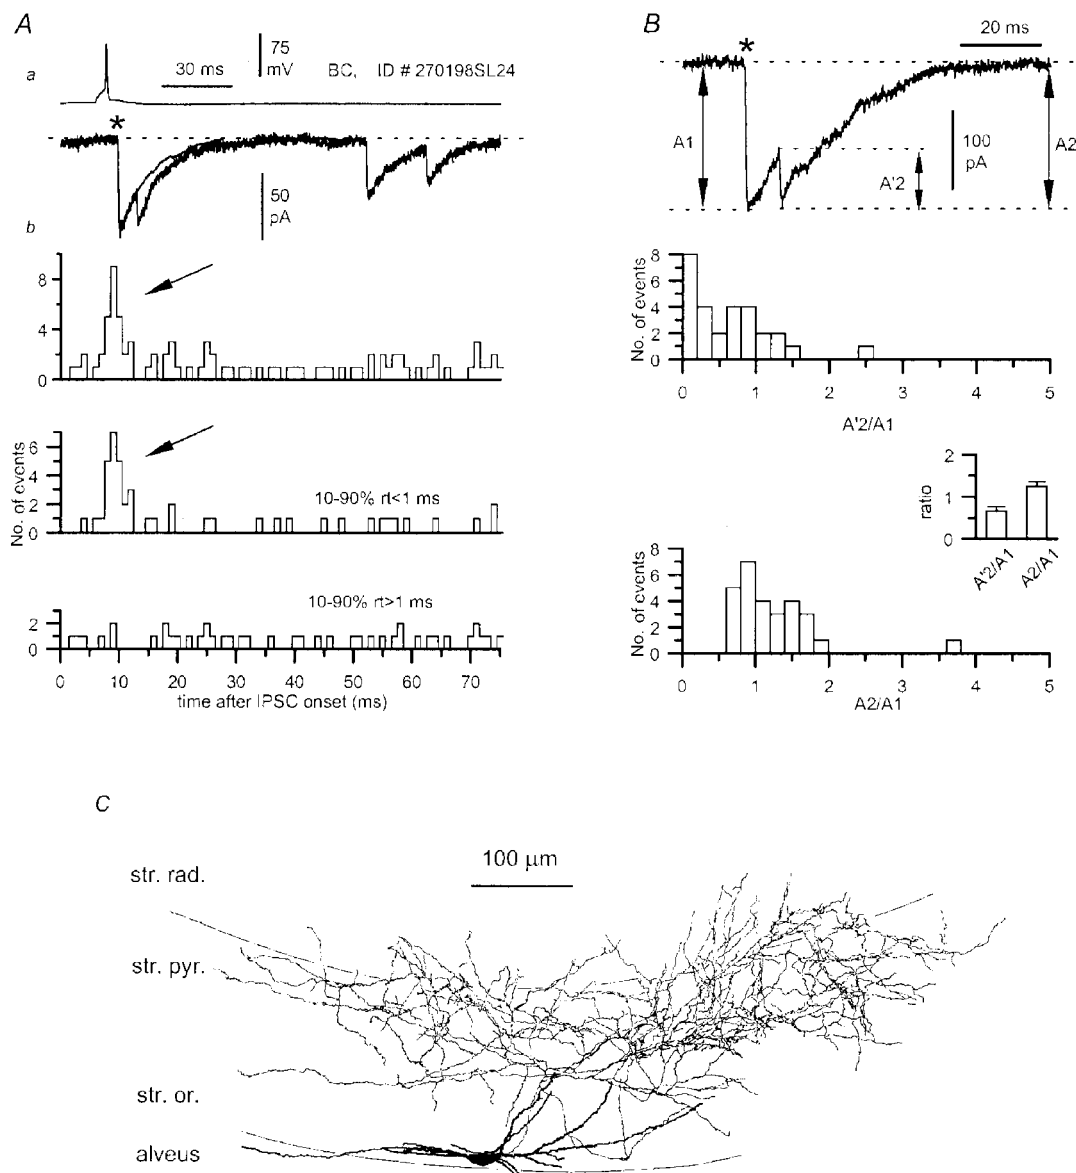 A
a
75
mV
30 ms
BC, ID # 270198SL24
*
50
pA
b
8
4
0
No. of events
6
4
2
0
10-90% rt<1 ms
10-90% rt>1 ms
2
0
0 10 20 30 40 50 60 70
time after IPSC onset (ms)
B
20 ms
*
A1
A'2
100
pA
A2
No. of events
8
6
4
2
0
0 1 2 3 4 5
A'2/A1
ratio
2
1
0
A'2/A1
A2/A1
No. of events
8
6
4
2
0
0 1 2 3 4 5
A2/A1
C
100 µm
str. rad.
str. pyr.
str. or.
alveus